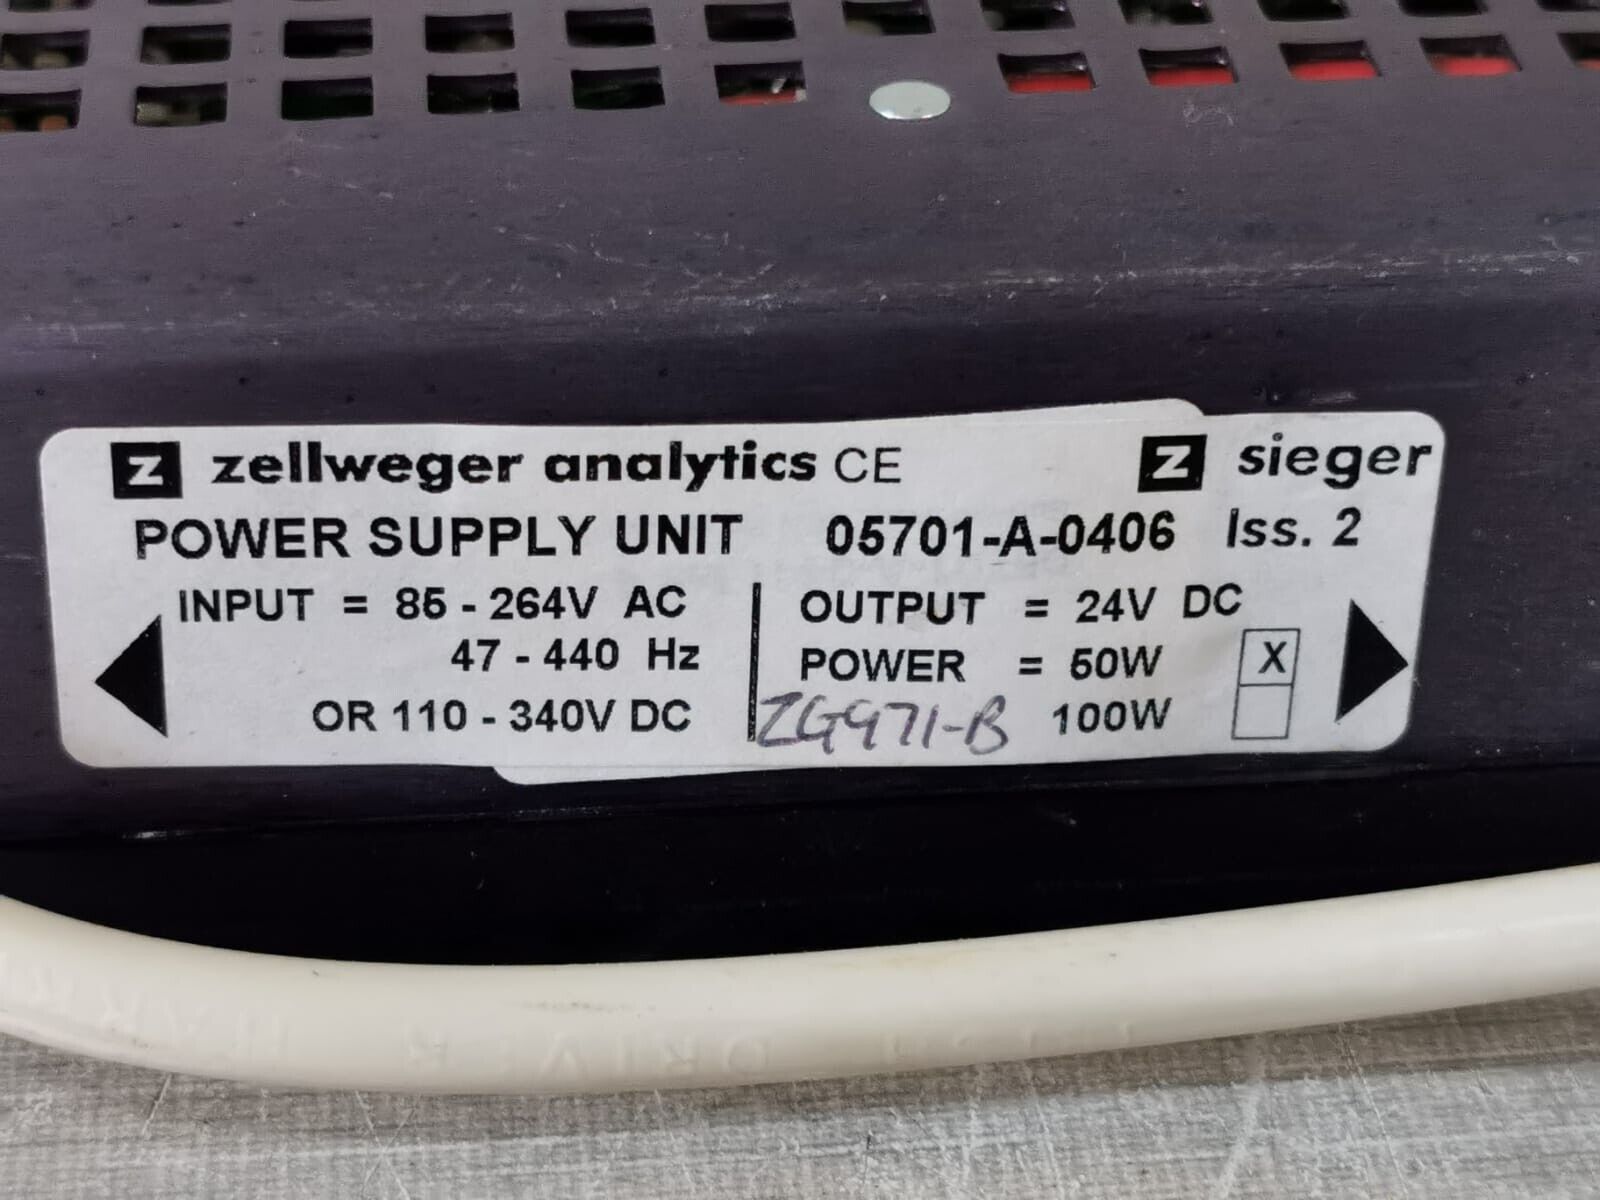 Z zellweger analytics CE Z sieger
POWER SUPPLY UNIT 05701-A-0406 Iss. 2
INPUT = 85 - 264V AC OUTPUT = 24V DC
47 - 440 Hz POWER = 50W X
OR 110 - 340V DC ZG971-B 100W